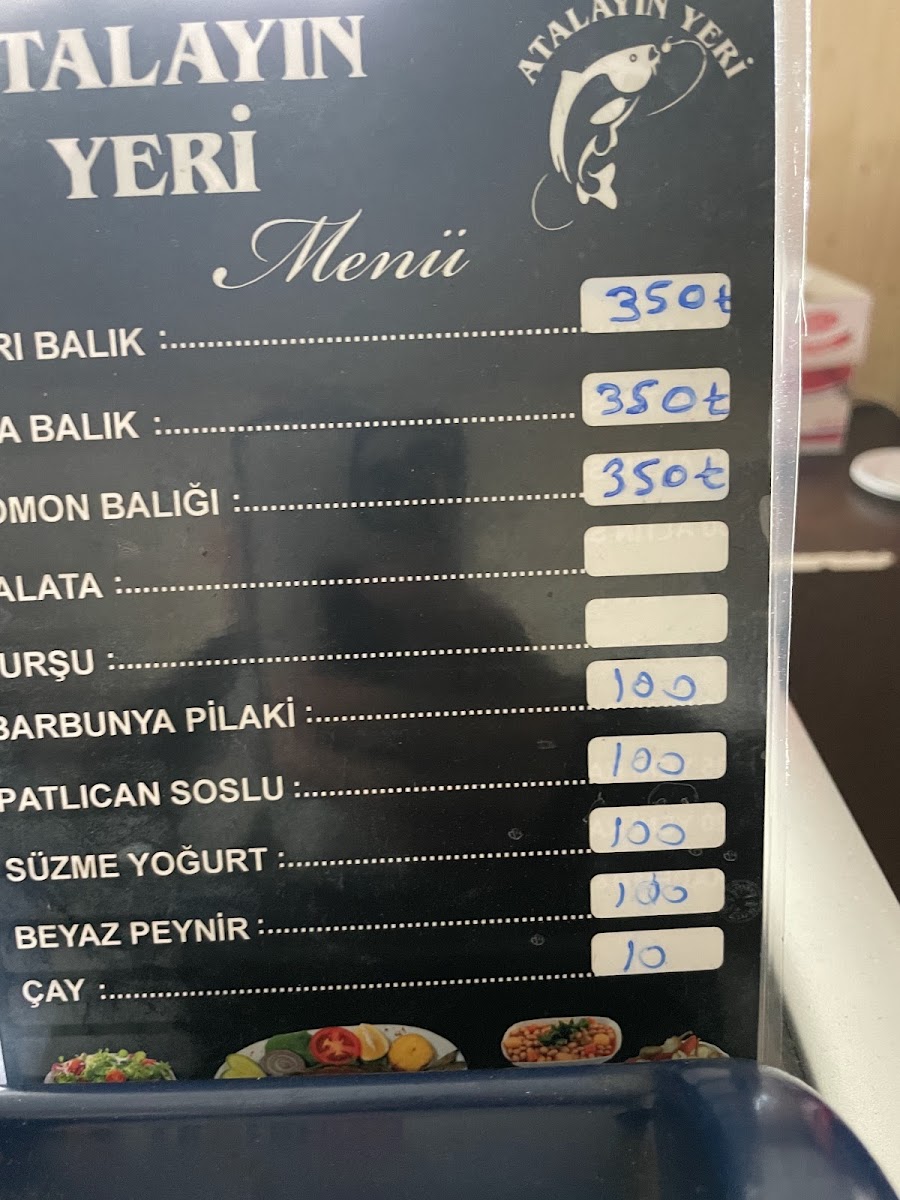 TALAYIN
YERİ
ATALAYIN YERİ
Menü
RI BALIK : 350₺
A BALIK : 350₺
OMON BALIĞI : 350₺
ALATA :
URŞU :
BARBUNYA PİLAKİ : 100
PATLICAN SOSLU : 100
SÜZME YOĞURT : 100
BEYAZ PEYNİR : 100
ÇAY : 10